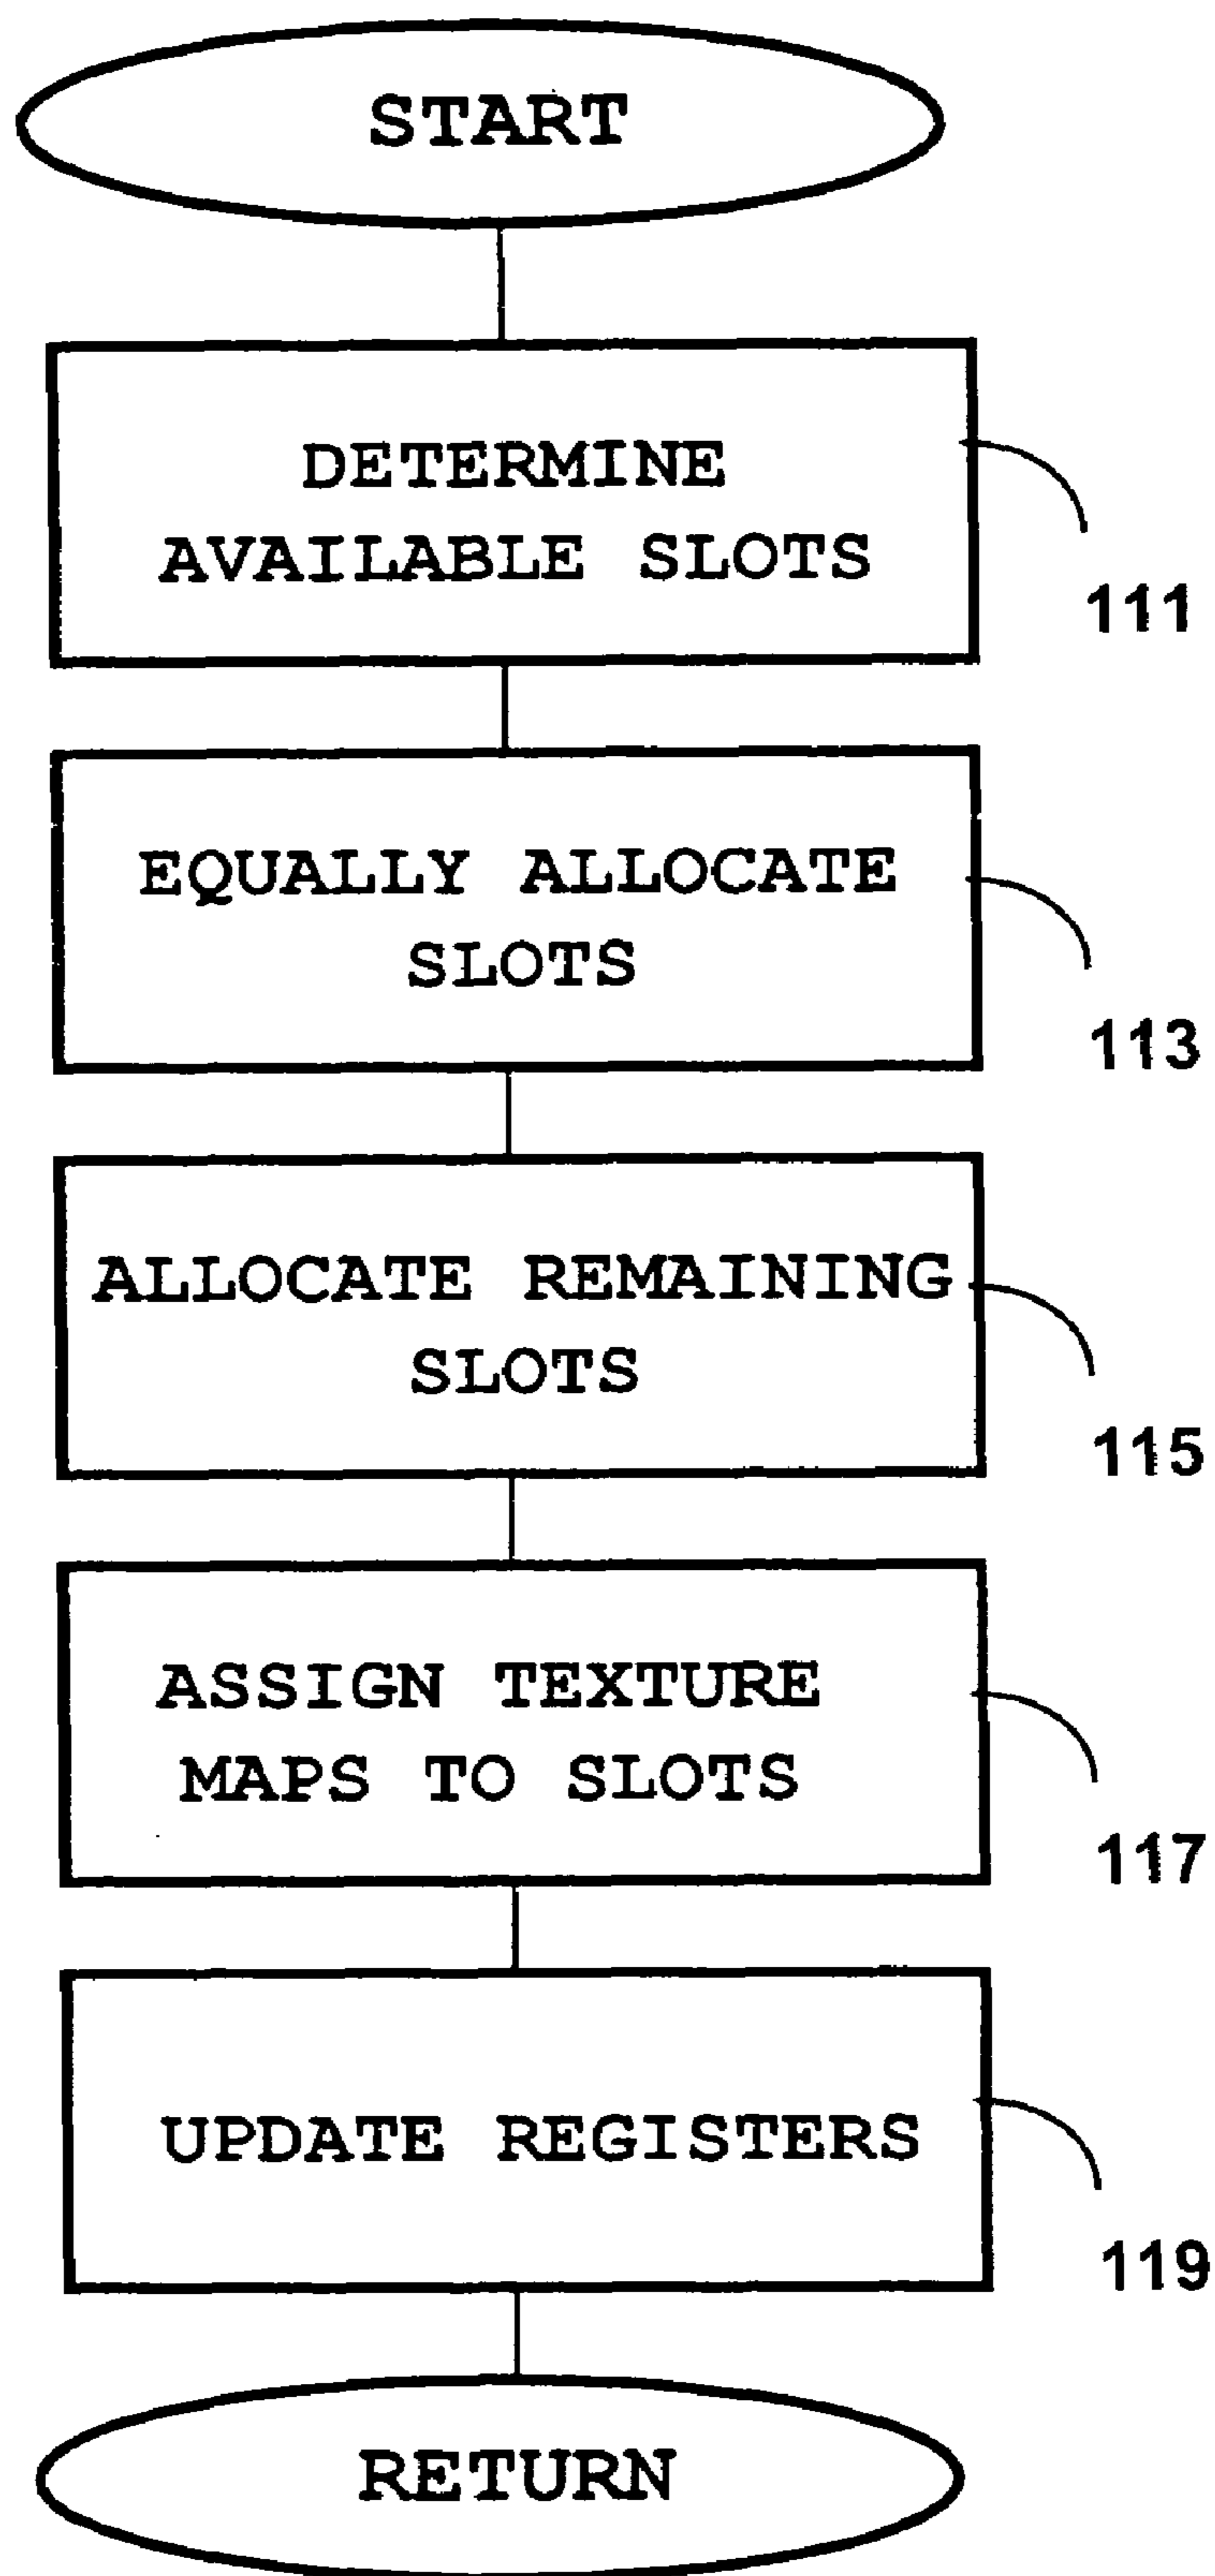 START
DETERMINE
AVAILABLE SLOTS
111
EQUALLY ALLOCATE
SLOTS
113
ALLOCATE REMAINING
SLOTS
115
ASSIGN TEXTURE
MAPS TO SLOTS
117
UPDATE REGISTERS
119
RETURN